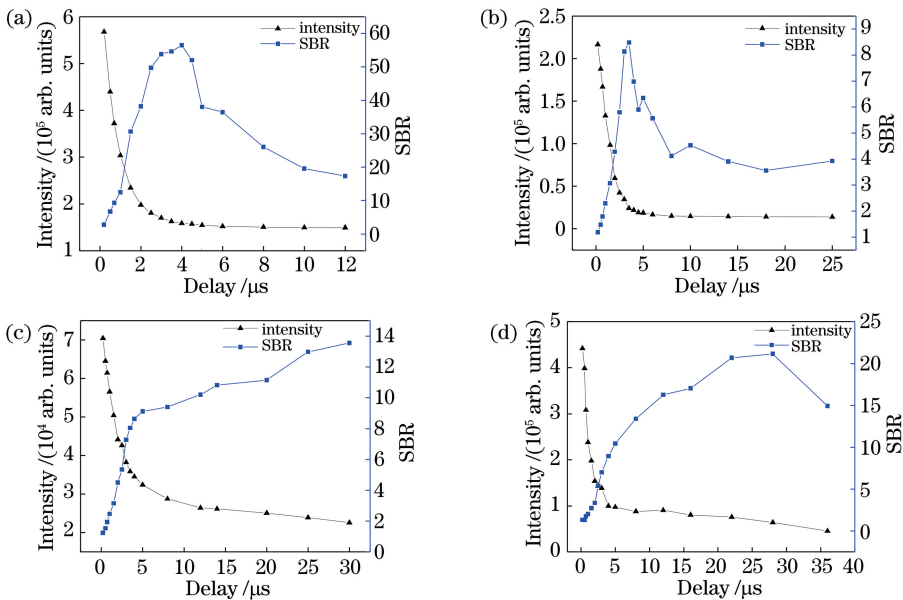 (a)
Intensity /(10⁵ arb. units)
6
5
4
3
2
1
intensity
SBR
60
50
40
30
20
10
0
SBR
0 2 4 6 8 10 12
Delay /μs
(b)
Intensity /(10⁵ arb. units)
2.5
2.0
1.5
1.0
0.5
0
intensity
SBR
9
8
7
6
5
4
3
2
1
SBR
0 5 10 15 20 25
Delay /μs
(c)
Intensity /(10⁴ arb. units)
7
6
5
4
3
2
intensity
SBR
14
12
10
8
6
4
2
0
SBR
0 5 10 15 20 25 30
Delay /μs
(d)
Intensity /(10⁵ arb. units)
5
4
3
2
1
0
intensity
SBR
25
20
15
10
5
0
SBR
0 5 10 15 20 25 30 35 40
Delay /μs